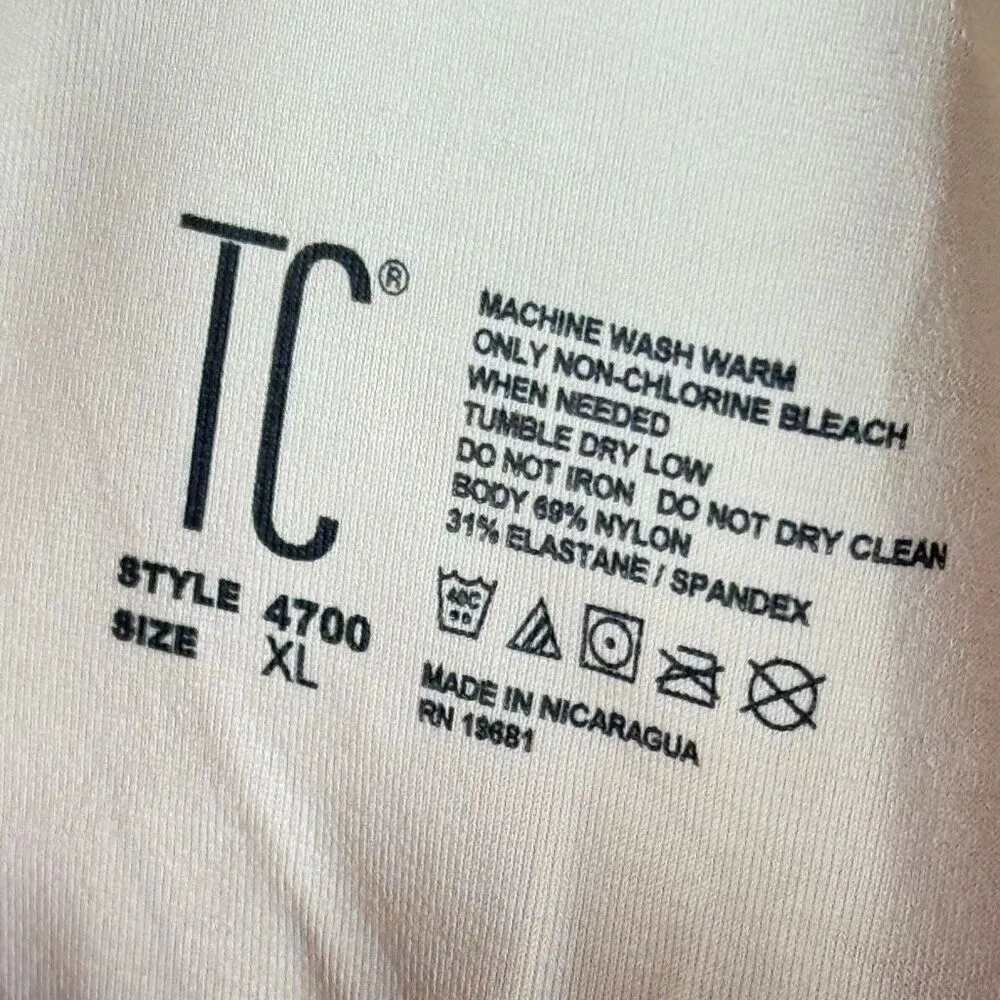 TC®
STYLE 4700
SIZE XL
MACHINE WASH WARM
ONLY NON-CHLORINE BLEACH
WHEN NEEDED
TUMBLE DRY LOW
DO NOT IRON DO NOT DRY CLEAN
BODY 69% NYLON
31% ELASTANE / SPANDEX
40C
MADE IN NICARAGUA
RN 13681